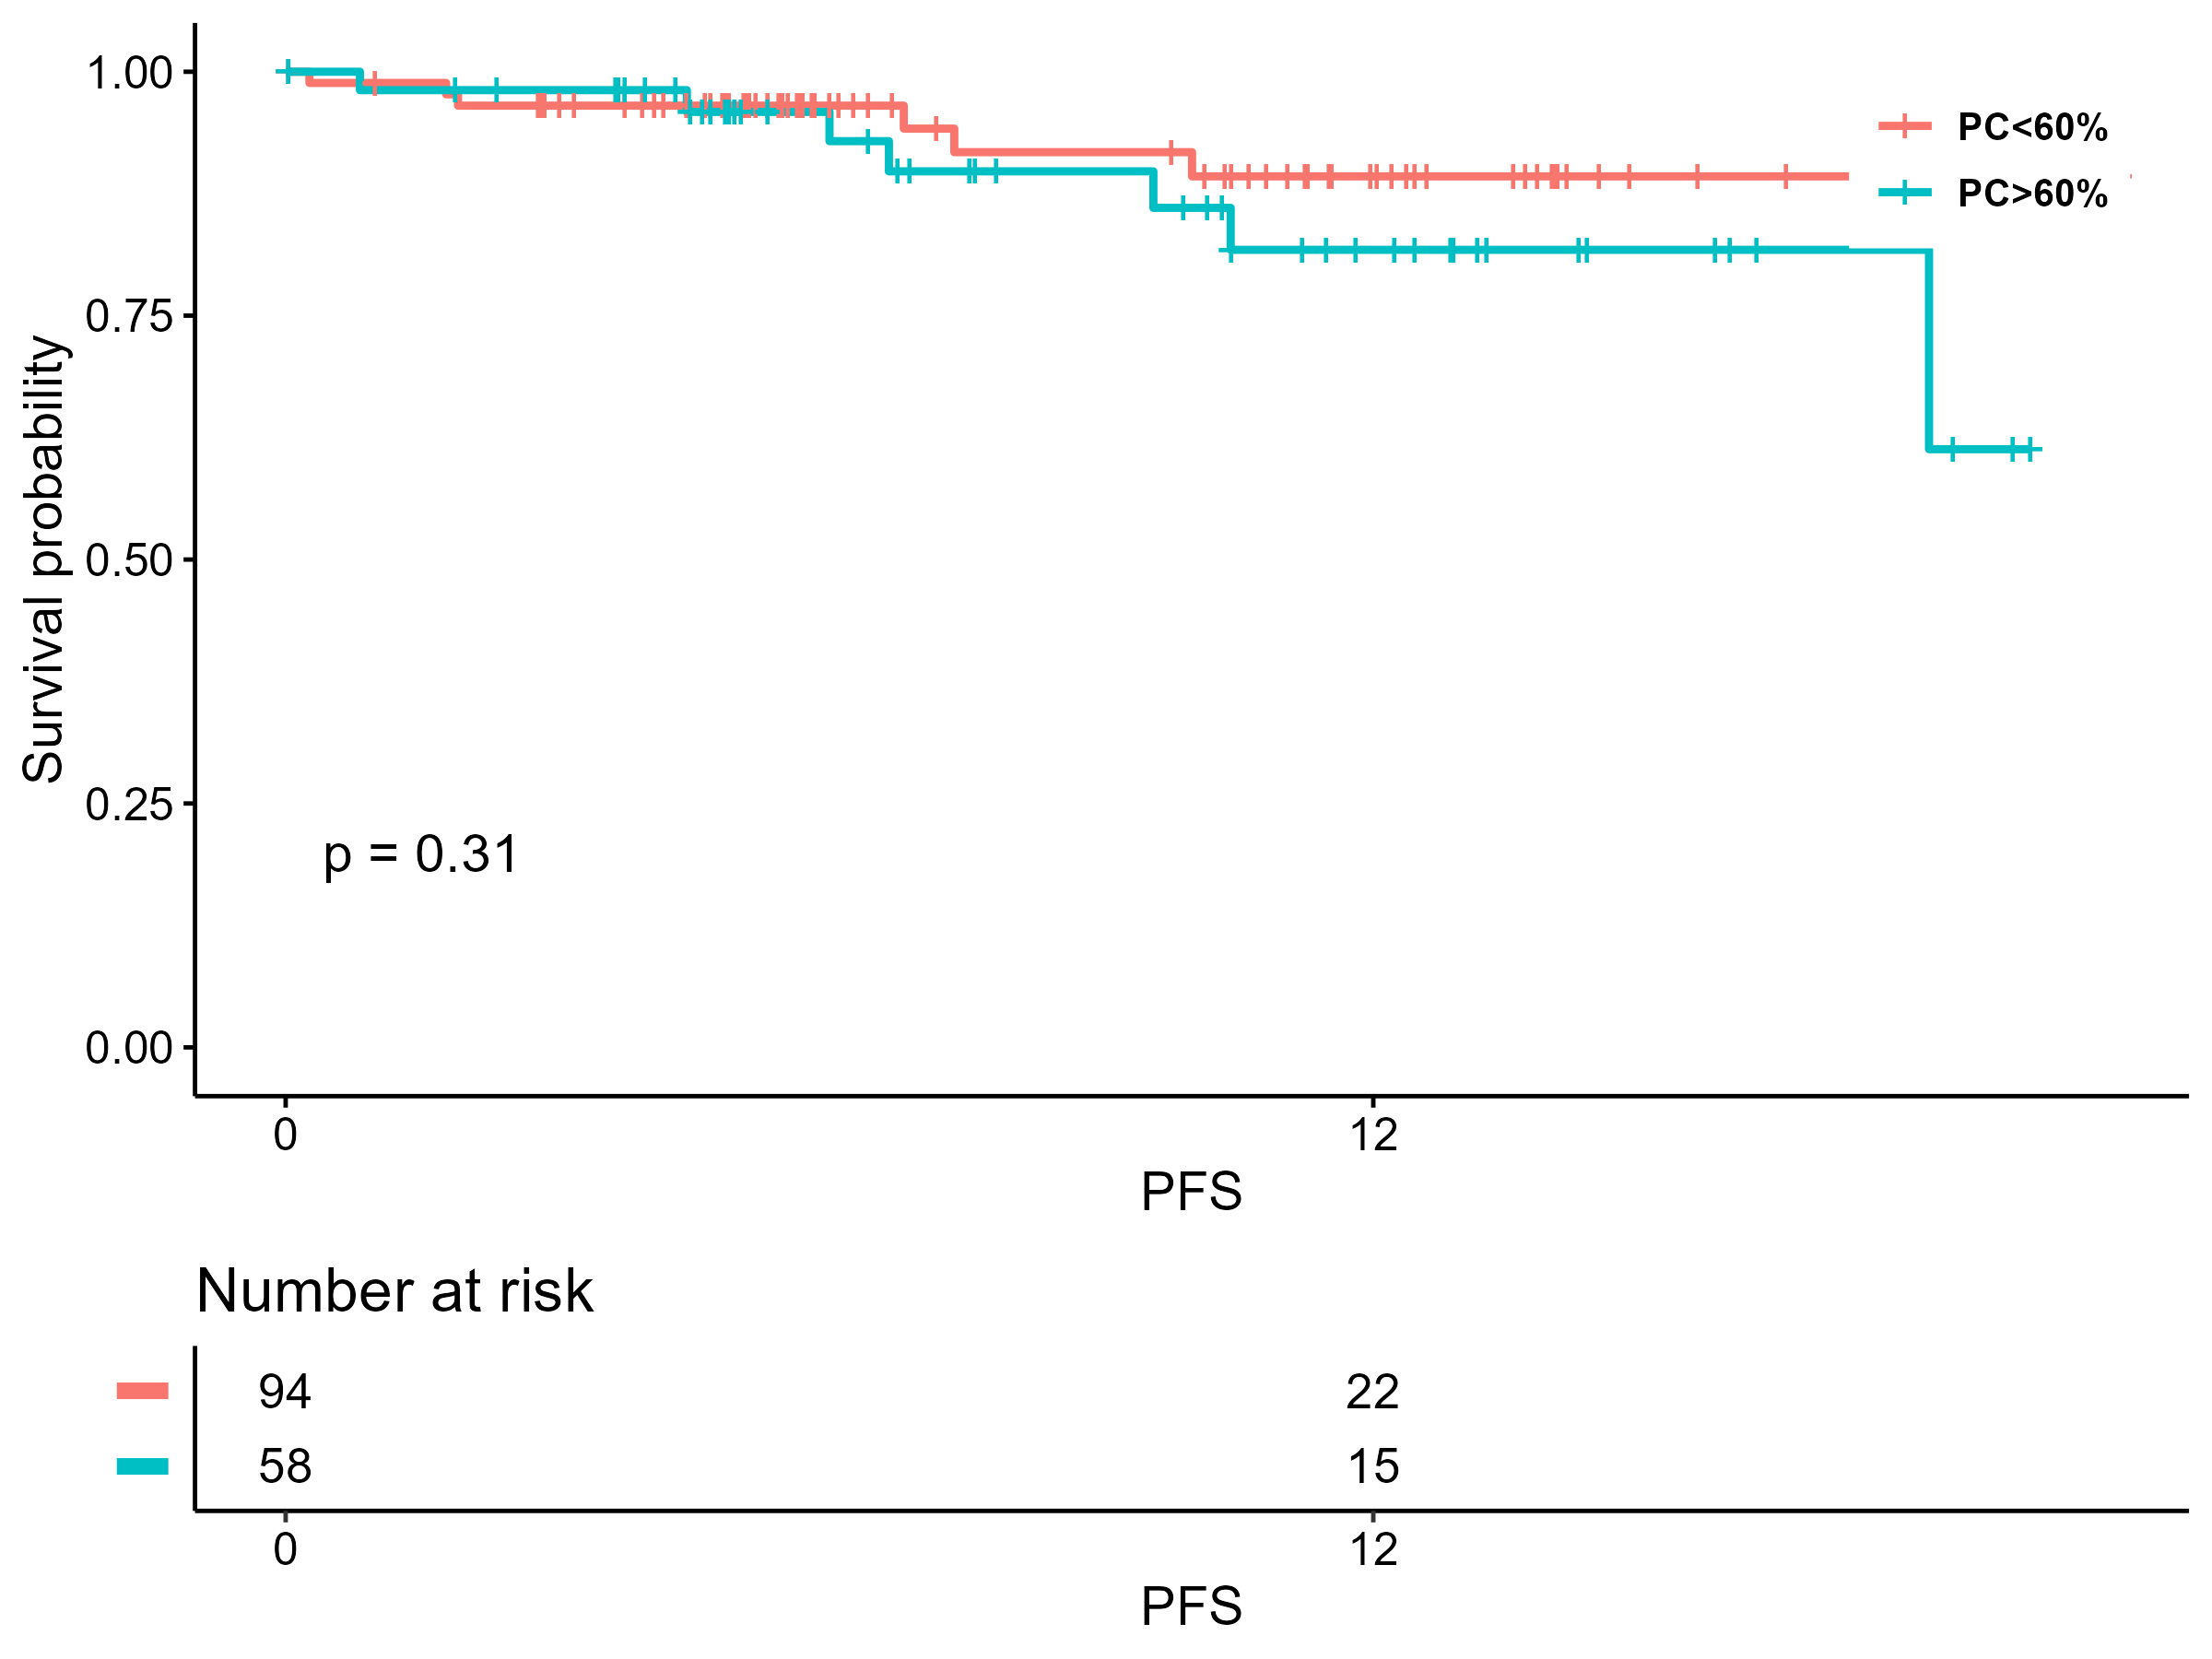 1.00
0.75
0.50
0.25
0.00
Survival probability
PC<60%
PC>60%
p = 0.31
0 12
PFS
Number at risk
94 22
58 15
0 12
PFS